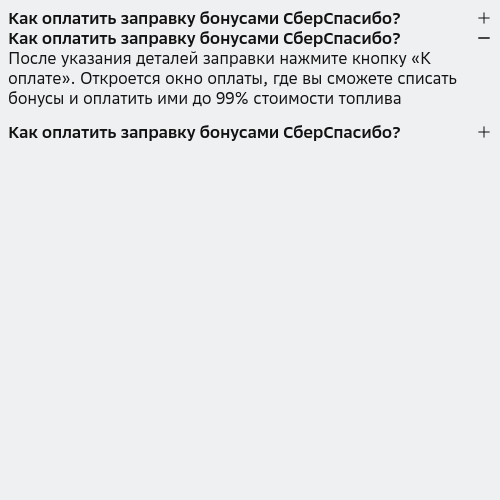 Как оплатить заправку бонусами СберСпасибо?
Как оплатить заправку бонусами СберСпасибо?
После указания деталей заправки нажмите кнопку «К
оплате». Откроется окно оплаты, где вы сможете списать
бонусы и оплатить ими до 99% стоимости топлива
Как оплатить заправку бонусами СберСпасибо?